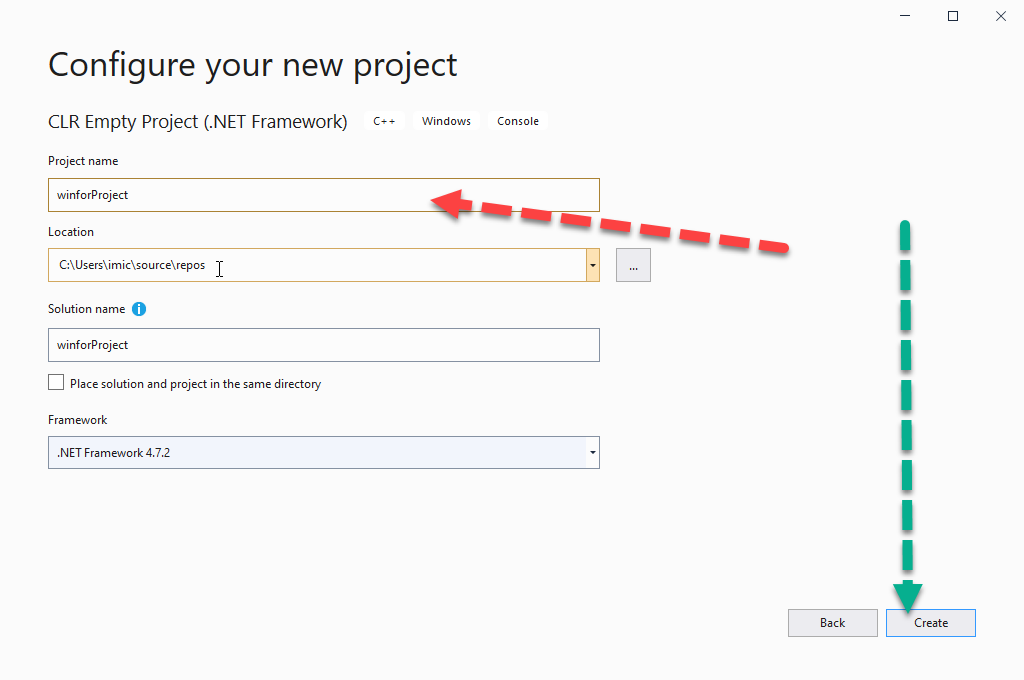 Configure your new project
CLR Empty Project (.NET Framework) C++ Windows Console
Project name
winforProject
Location
C:\Users\imic\source\repos
...
Solution name
winforProject
Place solution and project in the same directory
Framework
.NET Framework 4.7.2
Back Create